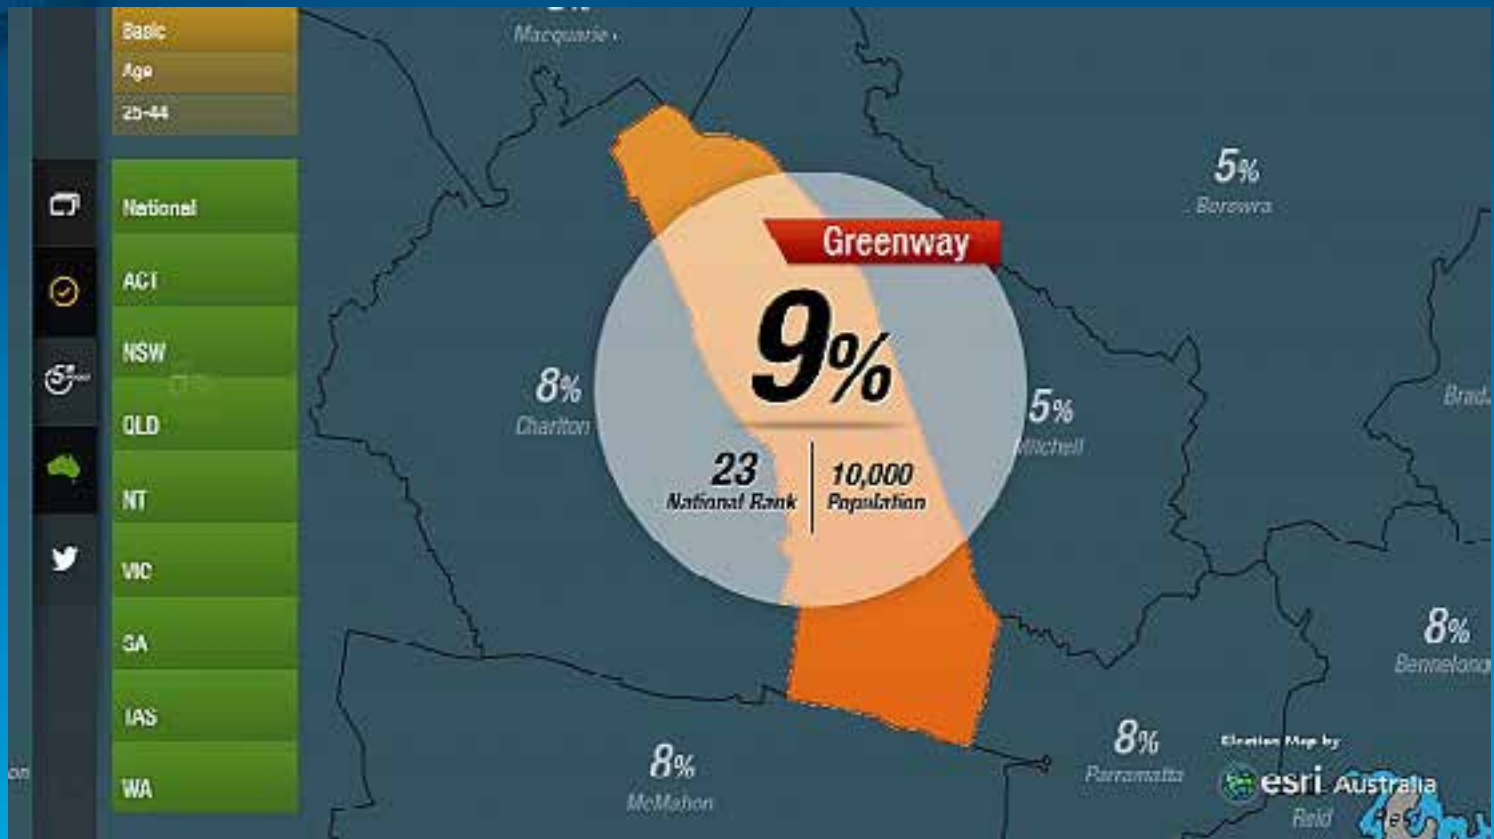 Basic
Age
25-44
National
ACT
NSW
QLD
NT
VIC
SA
TAS
WA
Macquarie
5%
Berowra
Greenway
9%
23
National Rank
10,000
Population
8%
Charlton
5%
Mitchell
8%
McMahon
8%
Parramatta
8%
Bennelong
Election Map by
esri Australia
Reid